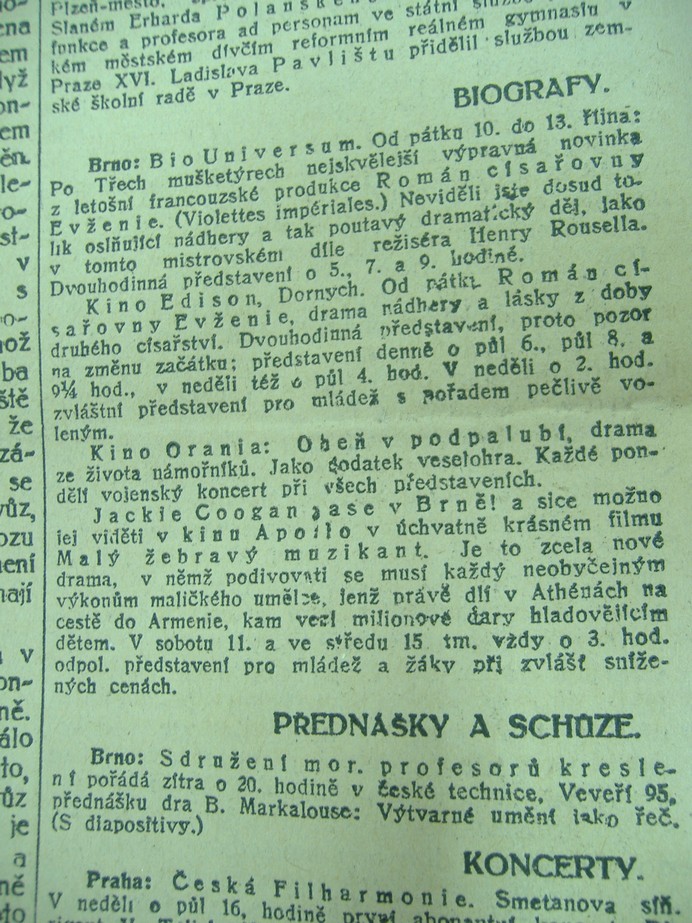 Plzeň-město,
Slaném Erharda Polanského
funkce a profesora ad personam ve státní
kém městském dívčím reformním reálném gymnasiu v
Praze XVI. Ladislava Pavlištu přidělil službou zem-
ské školní radě v Praze.
BIOGRAFY.
Brno: Bio Universum. Od pátku 10. do 13. října:
Po Třech mušketýrech nejskvělejší výpravná novinka
z letošní francouzské produkce Román císařovny
Evženie. (Violettes impériales.) Neviděli jste dosud to-
lik oslňující nádhery a tak poutavý dramatický děj, jako
v tomto mistrovském díle režiséra Henry Rousella.
Dvouhodinná představení o 5., 7. a 9. hodině.
Kino Edison, Dornych. Od pátku Román cí-
sařovny Evženie, drama nádhery a lásky z doby
druhého císařství. Dvouhodinná představení, proto pozor
na změnu začátku; představení denně o půl 6., půl 8. a
9¼ hod., v neděli též o půl 4. hod. V neděli o 2. hod.
zvláštní představení pro mládež s pořadem pečlivě vo-
leným.
Kino Orania: Oheň v podpalubí, drama
ze života námořníků. Jako dodatek veselohra. Každé pon-
dělí vojenský koncert při všech představeních.
Jackie Coogan zase v Brně! a sice možno
jej viděti v kinu Apollo v úchvatně krásném filmu
Malý žebravý muzikant. Je to zcela nové
drama, v němž podivovati se musí každý neobyčejným
výkonům maličkého umělce, jenž právě dlí v Athénách na
cestě do Armenie, kam veze milionové dary hladovějícím
dětem. V sobotu 11. a ve středu 15 tm. vždy o 3. hod.
odpol. představení pro mládež a žáky při zvlášť sníže-
ných cenách.
PŘEDNÁŠKY A SCHŮZE.
Brno: Sdružení mor. profesorů kresle-
ní pořádá zítra o 20. hodině v české technice, Veveří 95,
přednášku dra B. Markalouse: Výtvarné umění jako řeč.
(S diapositivy.)
KONCERTY.
Praha: Česká Filharmonie. Smetanova síň.
V neděli o půl 16. hodině první